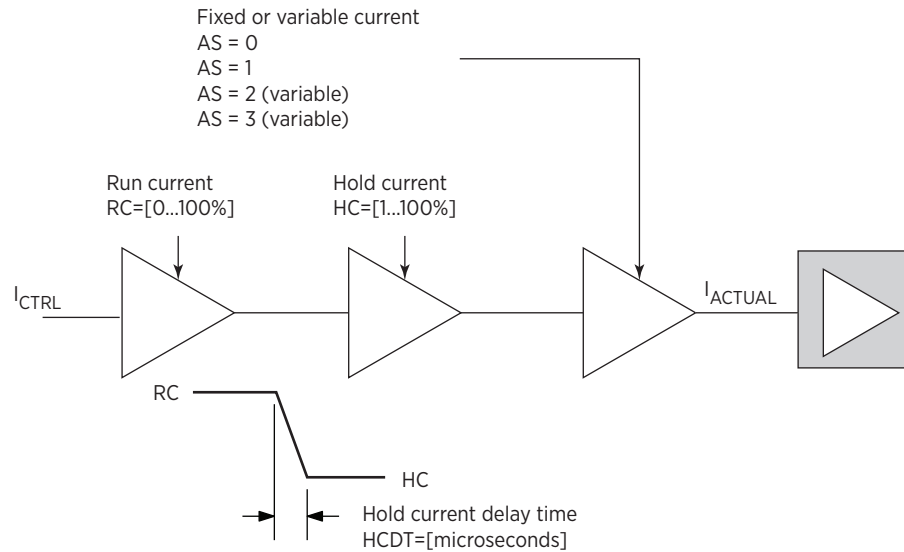 Fixed or variable current
AS = 0
AS = 1
AS = 2 (variable)
AS = 3 (variable)
Run current
RC=[0...100%]
Hold current
HC=[1...100%]
ICTRL
IACTUAL
RC
HC
Hold current delay time
HCDT=[microseconds]